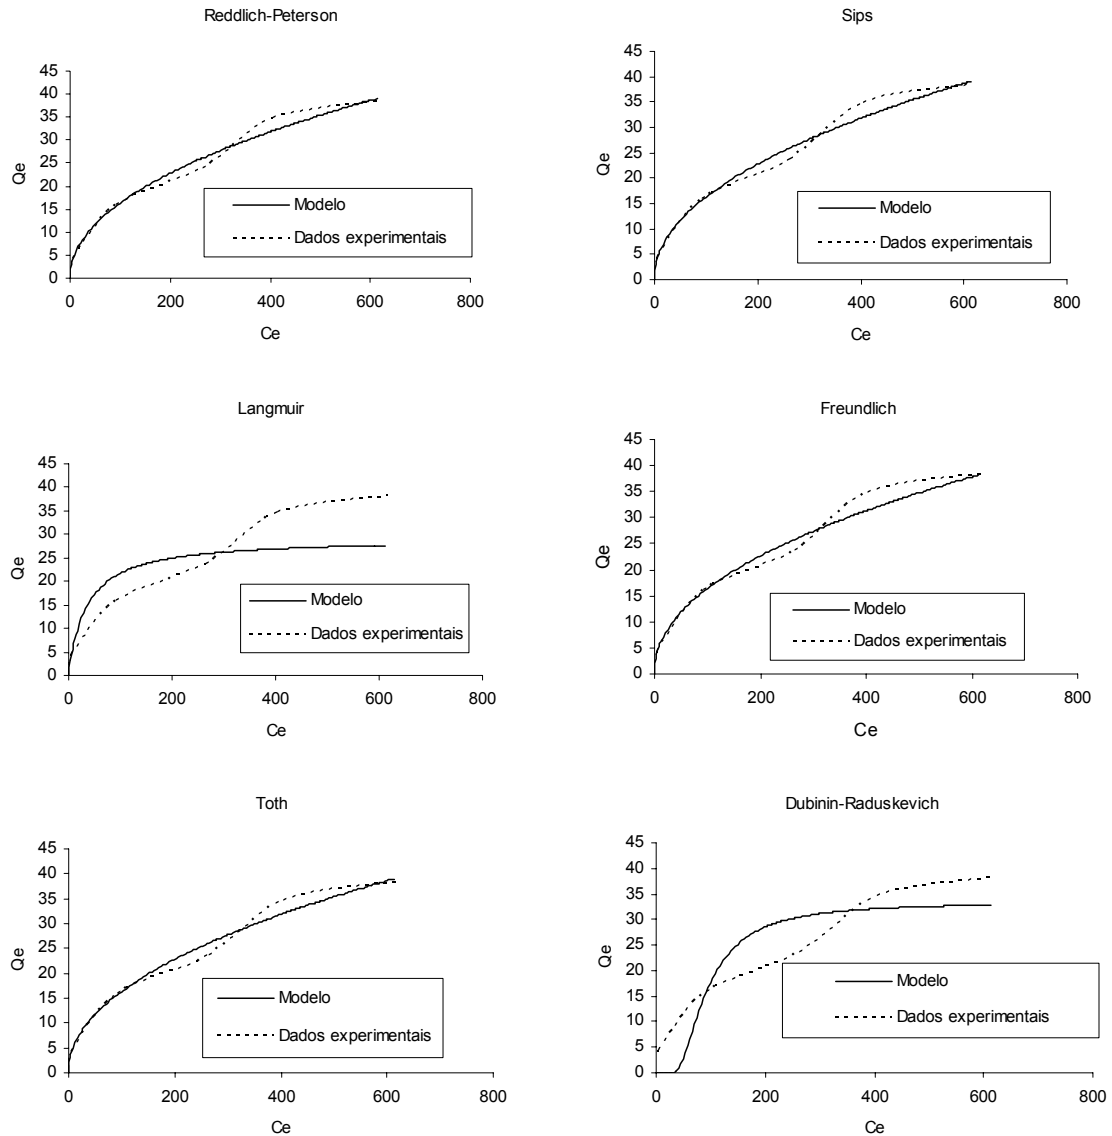 Reddlich-Peterson
45
40
35
30
25
20
15
10
5
0
Qe
0 200 400 600 800
Ce
Modelo
Dados experimentais
Sips
45
40
35
30
25
20
15
10
5
0
Qe
0 200 400 600 800
Ce
Modelo
Dados experimentais
Langmuir
45
40
35
30
25
20
15
10
5
0
Qe
0 200 400 600 800
Ce
Modelo
Dados experimentais
Freundlich
45
40
35
30
25
20
15
10
5
0
Qe
0 200 400 600 800
Ce
Modelo
Dados experimentais
Toth
45
40
35
30
25
20
15
10
5
0
Qe
0 200 400 600 800
Ce
Modelo
Dados experimentais
Dubinin-Raduskevich
45
40
35
30
25
20
15
10
5
0
Qe
0 200 400 600 800
Ce
Modelo
Dados experimentais